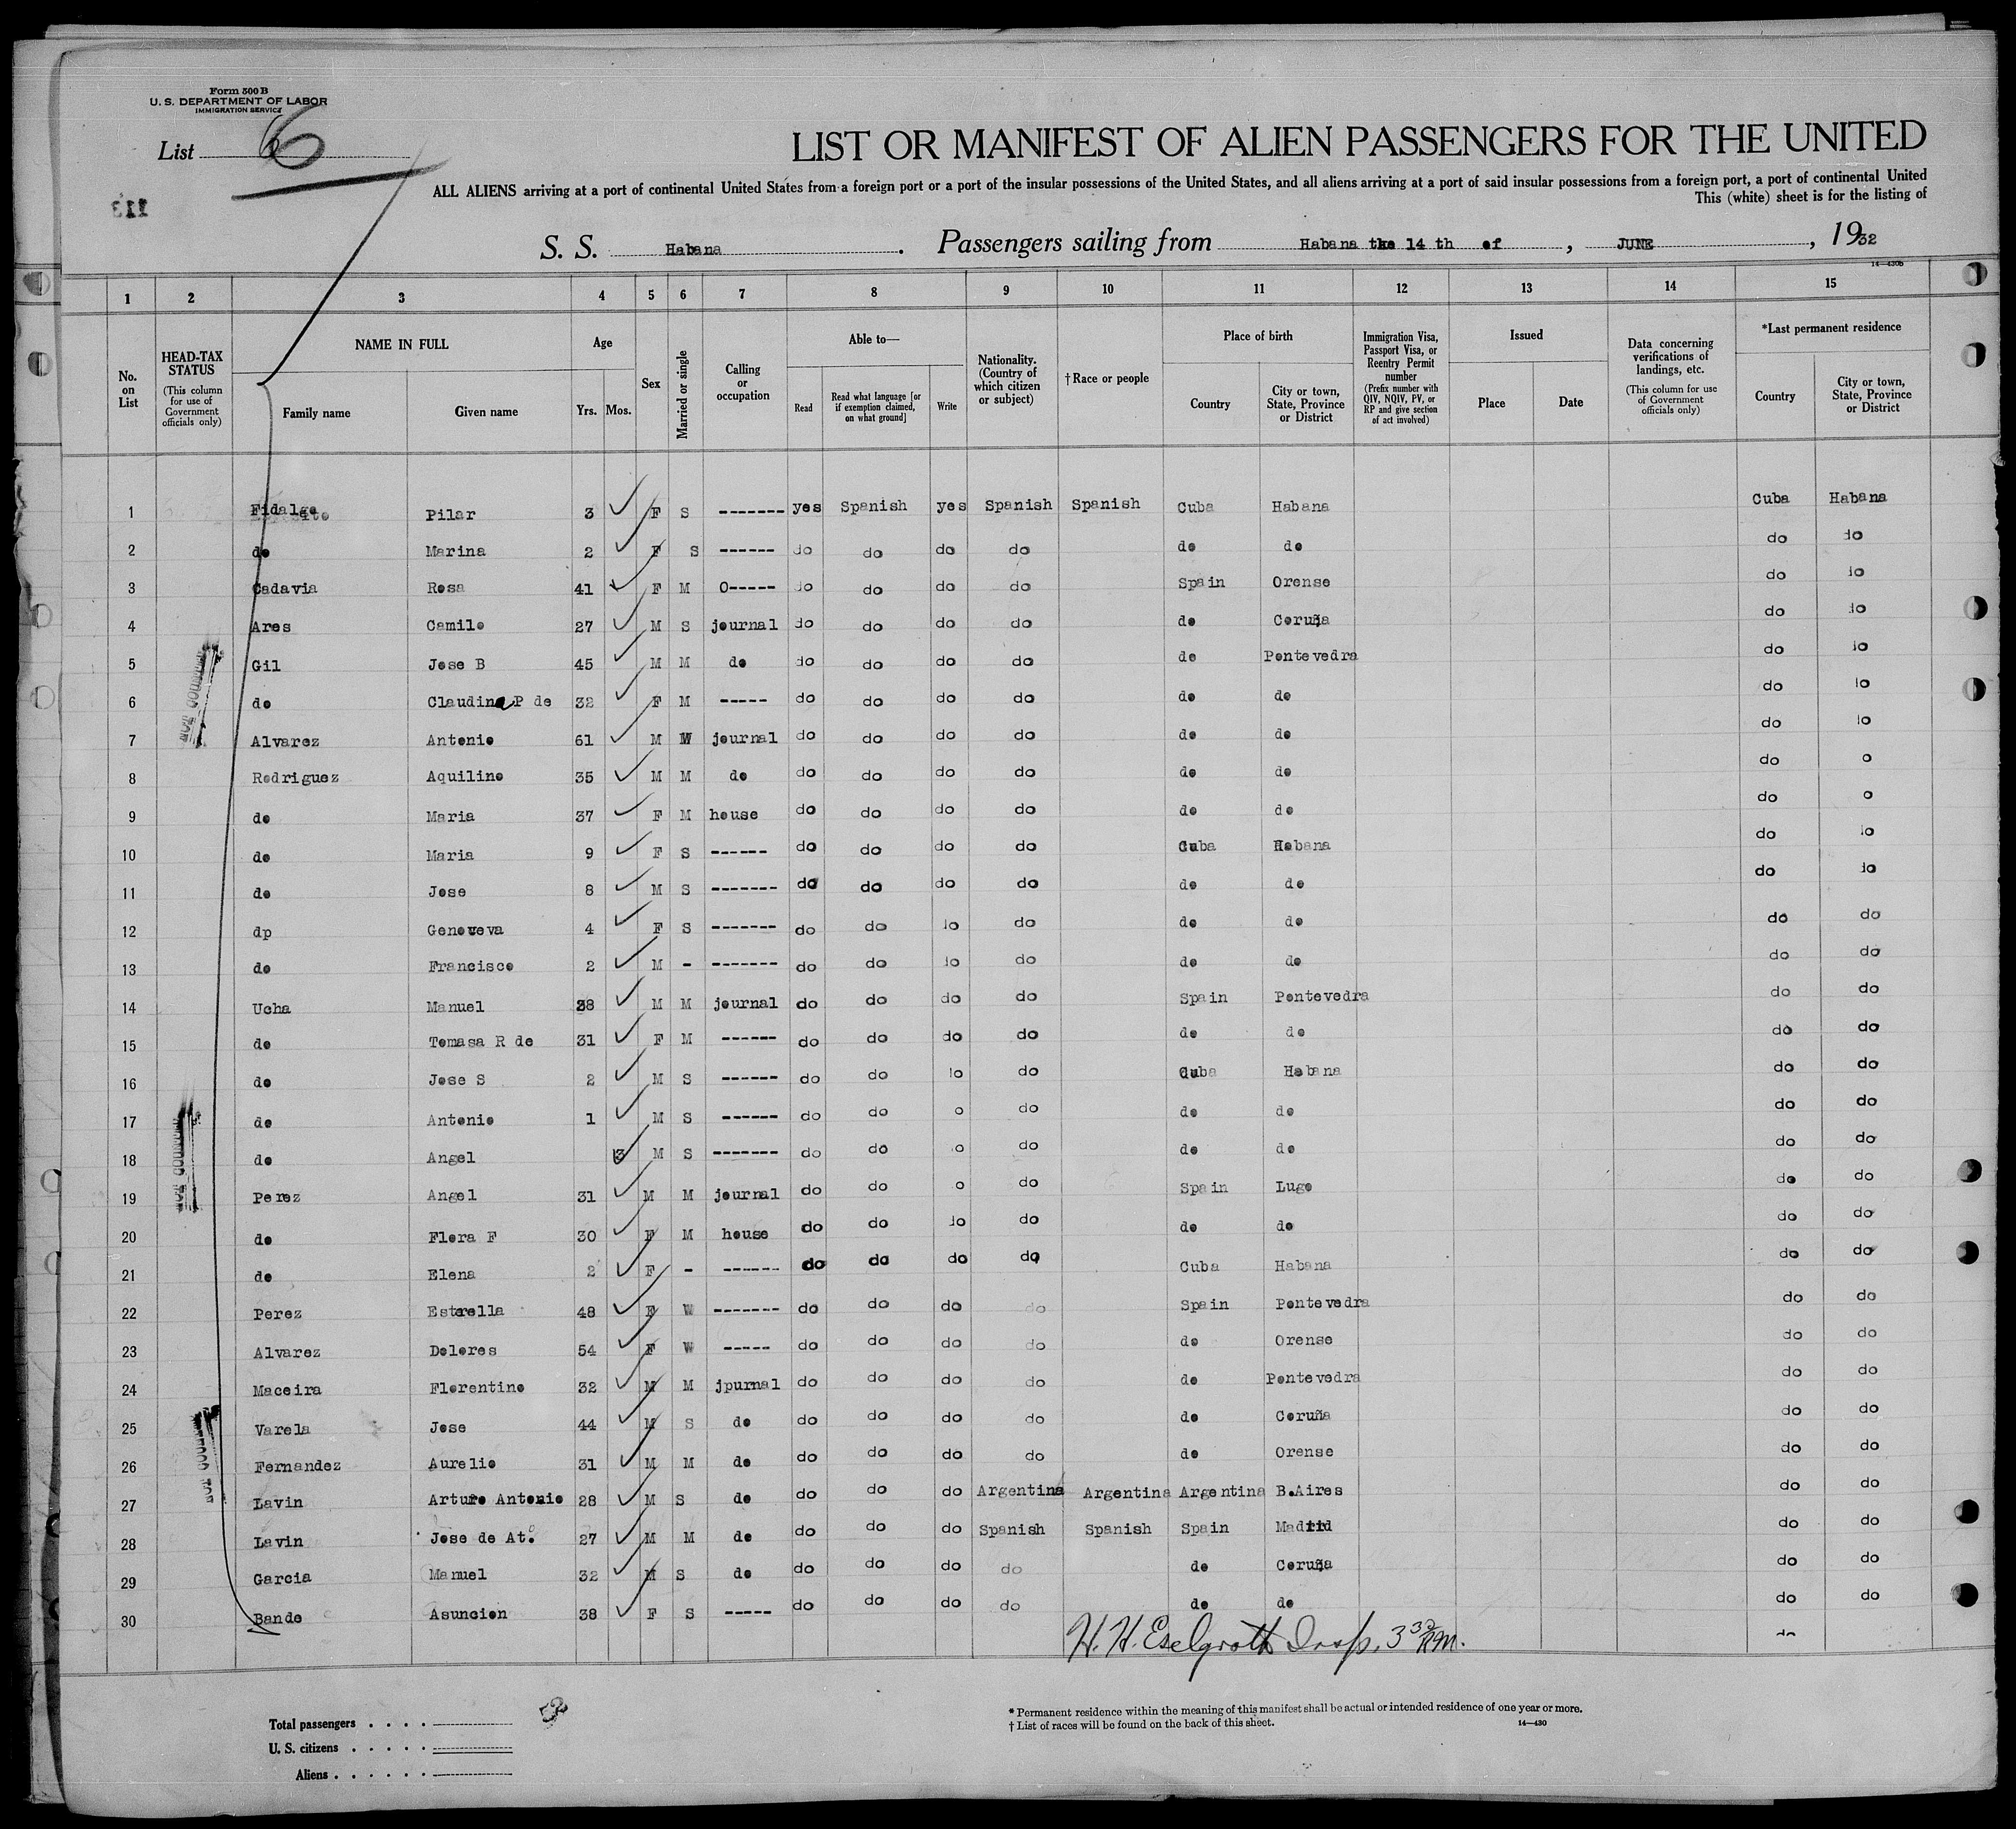 Form 500 B
U. S. DEPARTMENT OF LABOR
IMMIGRATION SERVICE
List 6
113
LIST OR MANIFEST OF ALIEN PASSENGERS FOR THE UNITED
ALL ALIENS arriving at a port of continental United States from a foreign port or a port of the insular possessions of the United States, and all aliens arriving at a port of said insular possessions from a foreign port, a port of continental United
This (white) sheet is for the listing of
S. S. Habana. Passengers sailing from Habana the 14 th of, JUNE, 1932
14—430b
1 2 3 4 5 6 7 8 9 10 11 12 13 14 15
No. on List
HEAD-TAX STATUS (This column for use of Government officials only)
NAME IN FULL Family name Given name
Age Yrs. Mos.
Sex
Married or single
Calling or occupation
Able to— Read Read what language [or if exemption claimed, on what ground] Write
Nationality. (Country of which citizen or subject)
†Race or people
Place of birth Country City or town, State, Province or District
Immigration Visa, Passport Visa, or Reentry Permit number (Prefix number with QIV, NQIV, PV, or RP and give section of act involved)
Issued Place Date
Data concerning verifications of landings, etc. (This column for use of Government officials only)
*Last permanent residence Country City or town, State, Province or District
1 Fidalgo Pilar 3 F S ------- yes Spanish yes Spanish Spanish Cuba Habana Cuba Habana
2 do Marina 2 F S ------ do do do do do do do do
3 Cadavia Rosa 41 F M 0----- do do do do Spain Orense do do
4 Ares Camilo 27 M S journal do do do do do Coruña do do
5 Gil Jose B 45 M M do do do do do do Pontevedra do do
6 do Claudina P de 32 F M ----- do do do do do do do do
7 Alvarez Antonio 61 M W journal do do do do do do do do
8 Rodriguez Aquilino 35 M M do do do do do do do do o
9 do Maria 37 F M house do do do do do do do o
10 do Maria 9 F S ------ do do do do Cuba Habana do do
11 do Jose 8 M S ------- do do do do do do do do
12 dp Genoveva 4 F S ------- do do do do do do do do
13 do Francisco 2 M - ------- do do do do do do do do
14 Ucha Manuel 38 M M journal do do do do Spain Pontevedra do do
15 do Tomasa R de 31 F M ------ do do do do do do do do
16 do Jose S 2 M S ------ do do do do Cuba Habana do do
17 do Antonio 1 M S ------ do do o do do do do do
18 do Angel 3 M S ------- do do o do do do do do
19 Perez Angel 31 M M journal do do o do Spain Lugo do do
20 do Flora F 30 F M house do do do do do do do do
21 do Elena 2 F - ------ do do do do Cuba Habana do do
22 Perez Estrella 48 F W ------- do do do do Spain Pontevedra do do
23 Alvarez Dolores 54 F W ----- do do do do do Orense do do
24 Maceira Florentino 32 M M jpurnal do do do do do Pontevedra do do
25 Varela Jose 44 M S do do do do do do Coruña do do
26 Fernandez Aurelio 31 M M do do do do do do Orense do do
27 Lavin Arturo Antonio 28 M S do do do do Argentina Argentina Argentina B.Aires do do
28 Lavin Jose de At. 27 M M do do do do Spanish Spanish Spain Madrid do do
29 Garcia Manuel 32 M S do do do do do do Coruña do do
30 Bande Asuncion 38 F S ----- do do do do do do do do
NOT COUNTED
NOT COUNTED
NOT COUNTED
H. H. Eselgroth Insp. 3 30 P.M.
Total passengers
U. S. citizens
Aliens
* Permanent residence within the meaning of this manifest shall be actual or intended residence of one year or more.
† List of races will be found on the back of this sheet.
14—430